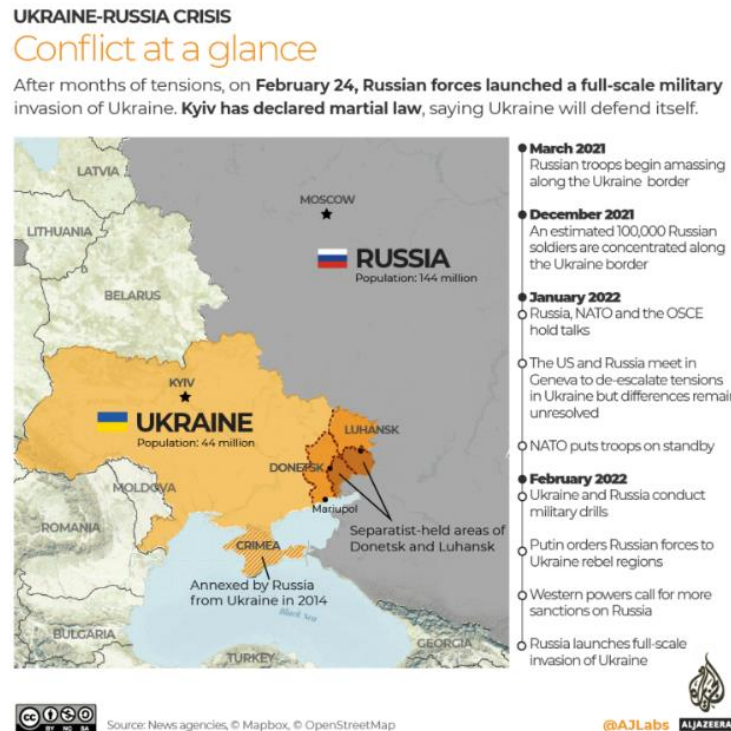 UKRAINE-RUSSIA CRISIS
Conflict at a glance
After months of tensions, on February 24, Russian forces launched a full-scale military
invasion of Ukraine. Kyiv has declared martial law, saying Ukraine will defend itself.
LATVIA
LITHUANIA
BELARUS
MOSCOW
RUSSIA
Population: 144 million
KYIV
UKRAINE
Population: 44 million
LUHANSK
DONETSK
Mariupol
MOLDOVA
ROMANIA
Separatist-held areas of
Donetsk and Luhansk
CRIMEA
Annexed by Russia
from Ukraine in 2014
Black Sea
BULGARIA
TURKEY
GEORGIA
March 2021
Russian troops begin amassing
along the Ukraine border
December 2021
An estimated 100,000 Russian
soldiers are concentrated along
the Ukraine border
January 2022
Russia, NATO and the OSCE
hold talks
The US and Russia meet in
Geneva to de-escalate tensions
in Ukraine but differences remain
unresolved
NATO puts troops on standby
February 2022
Ukraine and Russia conduct
military drills
Putin orders Russian forces to
Ukraine rebel regions
Western powers call for more
sanctions on Russia
Russia launches full-scale
invasion of Ukraine
cc
BY NC SA
Source: News agencies, © Mapbox, © OpenStreetMap
@AJLabs
ALJAZEERA